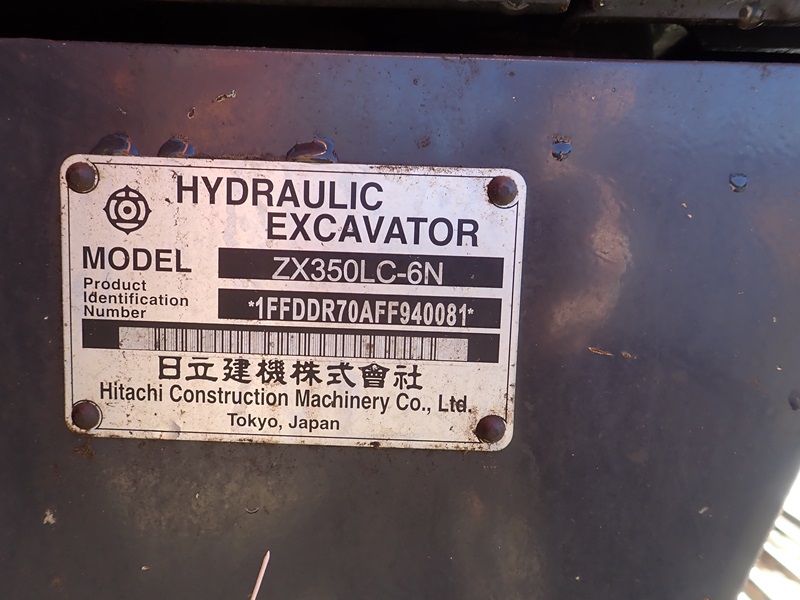 HYDRAULIC
EXCAVATOR
MODEL ZX350LC-6N
Product
Identification
Number
*1FFDDR70AFF940081*
日立建機株式會社
Hitachi Construction Machinery Co., Ltd.
Tokyo, Japan